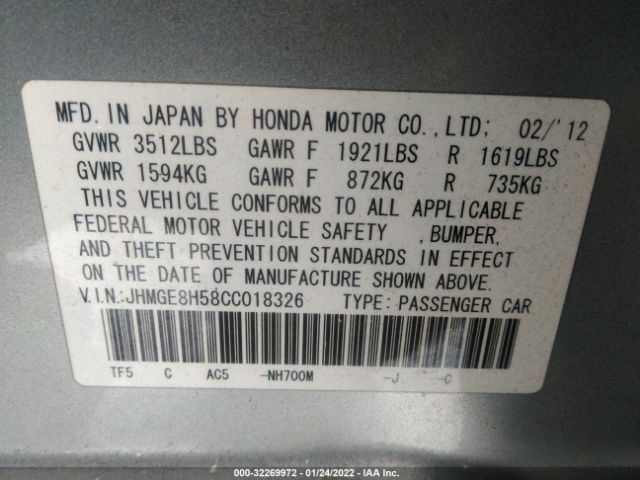 MFD. IN JAPAN BY HONDA MOTOR CO., LTD; 02/'12
GVWR 3512LBS GAWR F 1921LBS R 1619LBS
GVWR 1594KG GAWR F 872KG R 735KG
THIS VEHICLE CONFORMS TO ALL APPLICABLE
FEDERAL MOTOR VEHICLE SAFETY , BUMPER,
AND THEFT PREVENTION STANDARDS IN EFFECT
ON THE DATE OF MANUFACTURE SHOWN ABOVE.
V.I.N.:JHMGE8H58CC018326 TYPE: PASSENGER CAR
TF5 C AC5 -NH700M -J -C
000-32269972 - 01/24/2022 - IAA Inc.